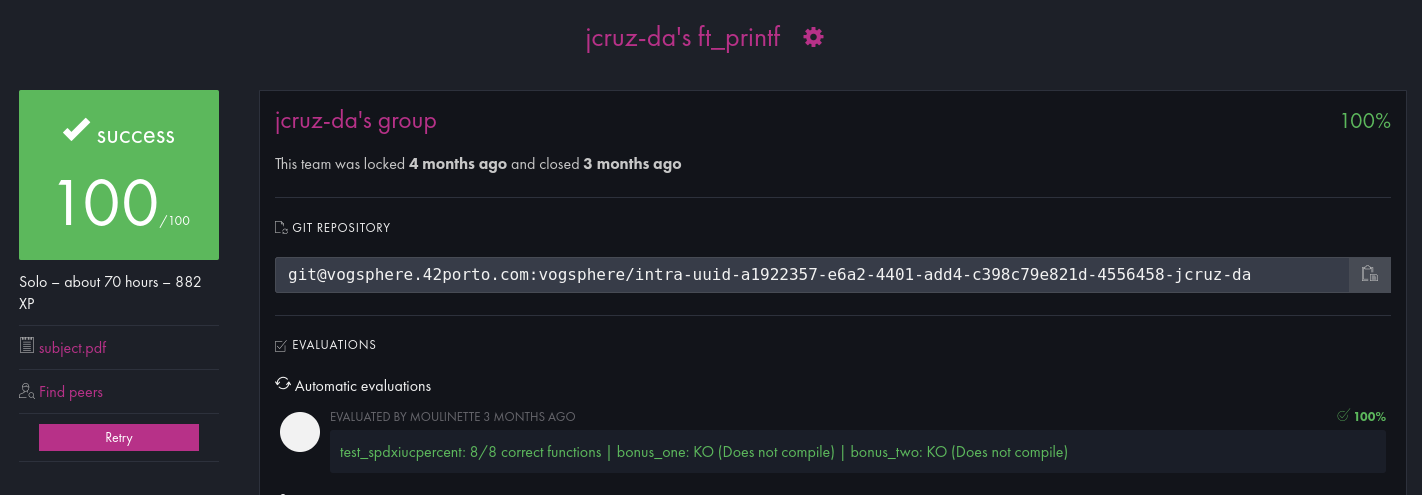 jcruz-da's ft_printf
success
100/100
Solo – about 70 hours – 882
XP
subject.pdf
Find peers
Retry
jcruz-da's group
100%
This team was locked 4 months ago and closed 3 months ago
GIT REPOSITORY
git@vogsphere.42porto.com:vogsphere/intra-uuid-a1922357-e6a2-4401-add4-c398c79e821d-4556458-jcruz-da
EVALUATIONS
Automatic evaluations
EVALUATED BY MOULINETTE 3 MONTHS AGO
100%
test_spdxiucpercent: 8/8 correct functions | bonus_one: KO (Does not compile) | bonus_two: KO (Does not compile)